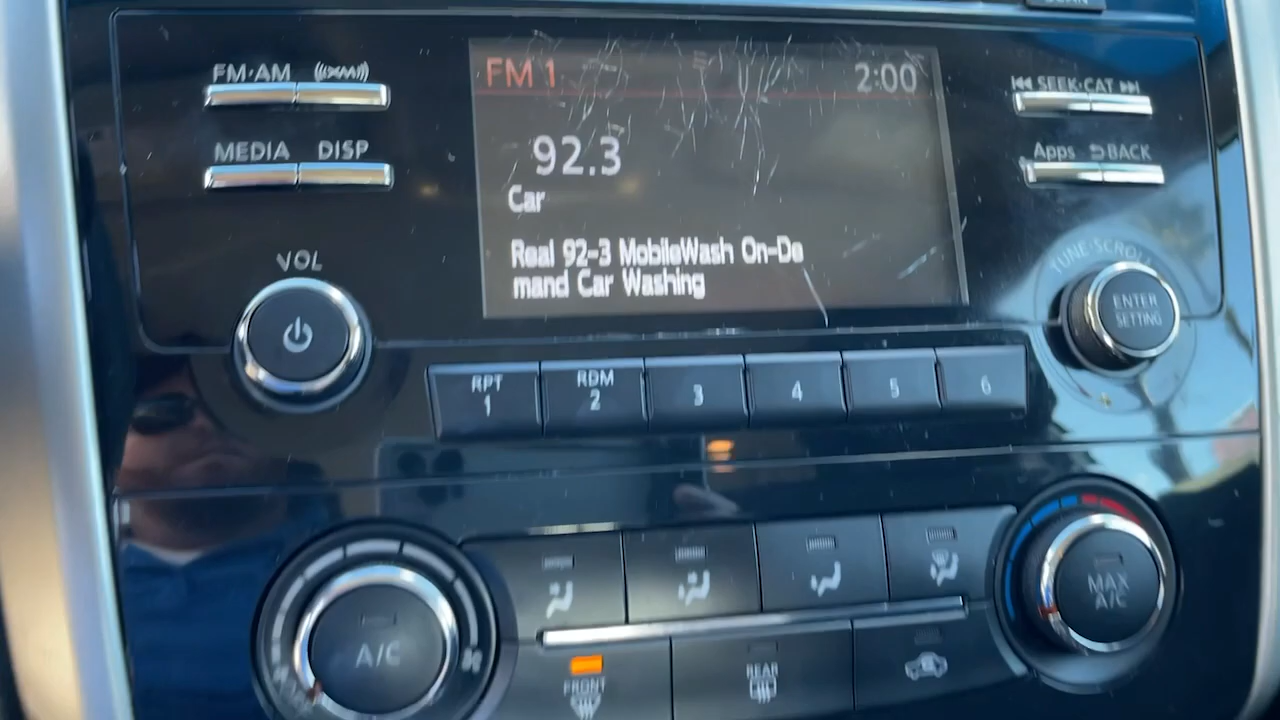 SCAN
FM·AM ((XM))
FM 1 2:00
SEEK·CAT
MEDIA DISP
92.3
Apps BACK
Car
Real 92-3 MobileWash On-De
mand Car Washing
VOL
TUNE·SCROLL
ENTER
SETTING
RPT
1
RDM
2
3
4
5
6
A/C
MAX
A/C
FRONT
REAR